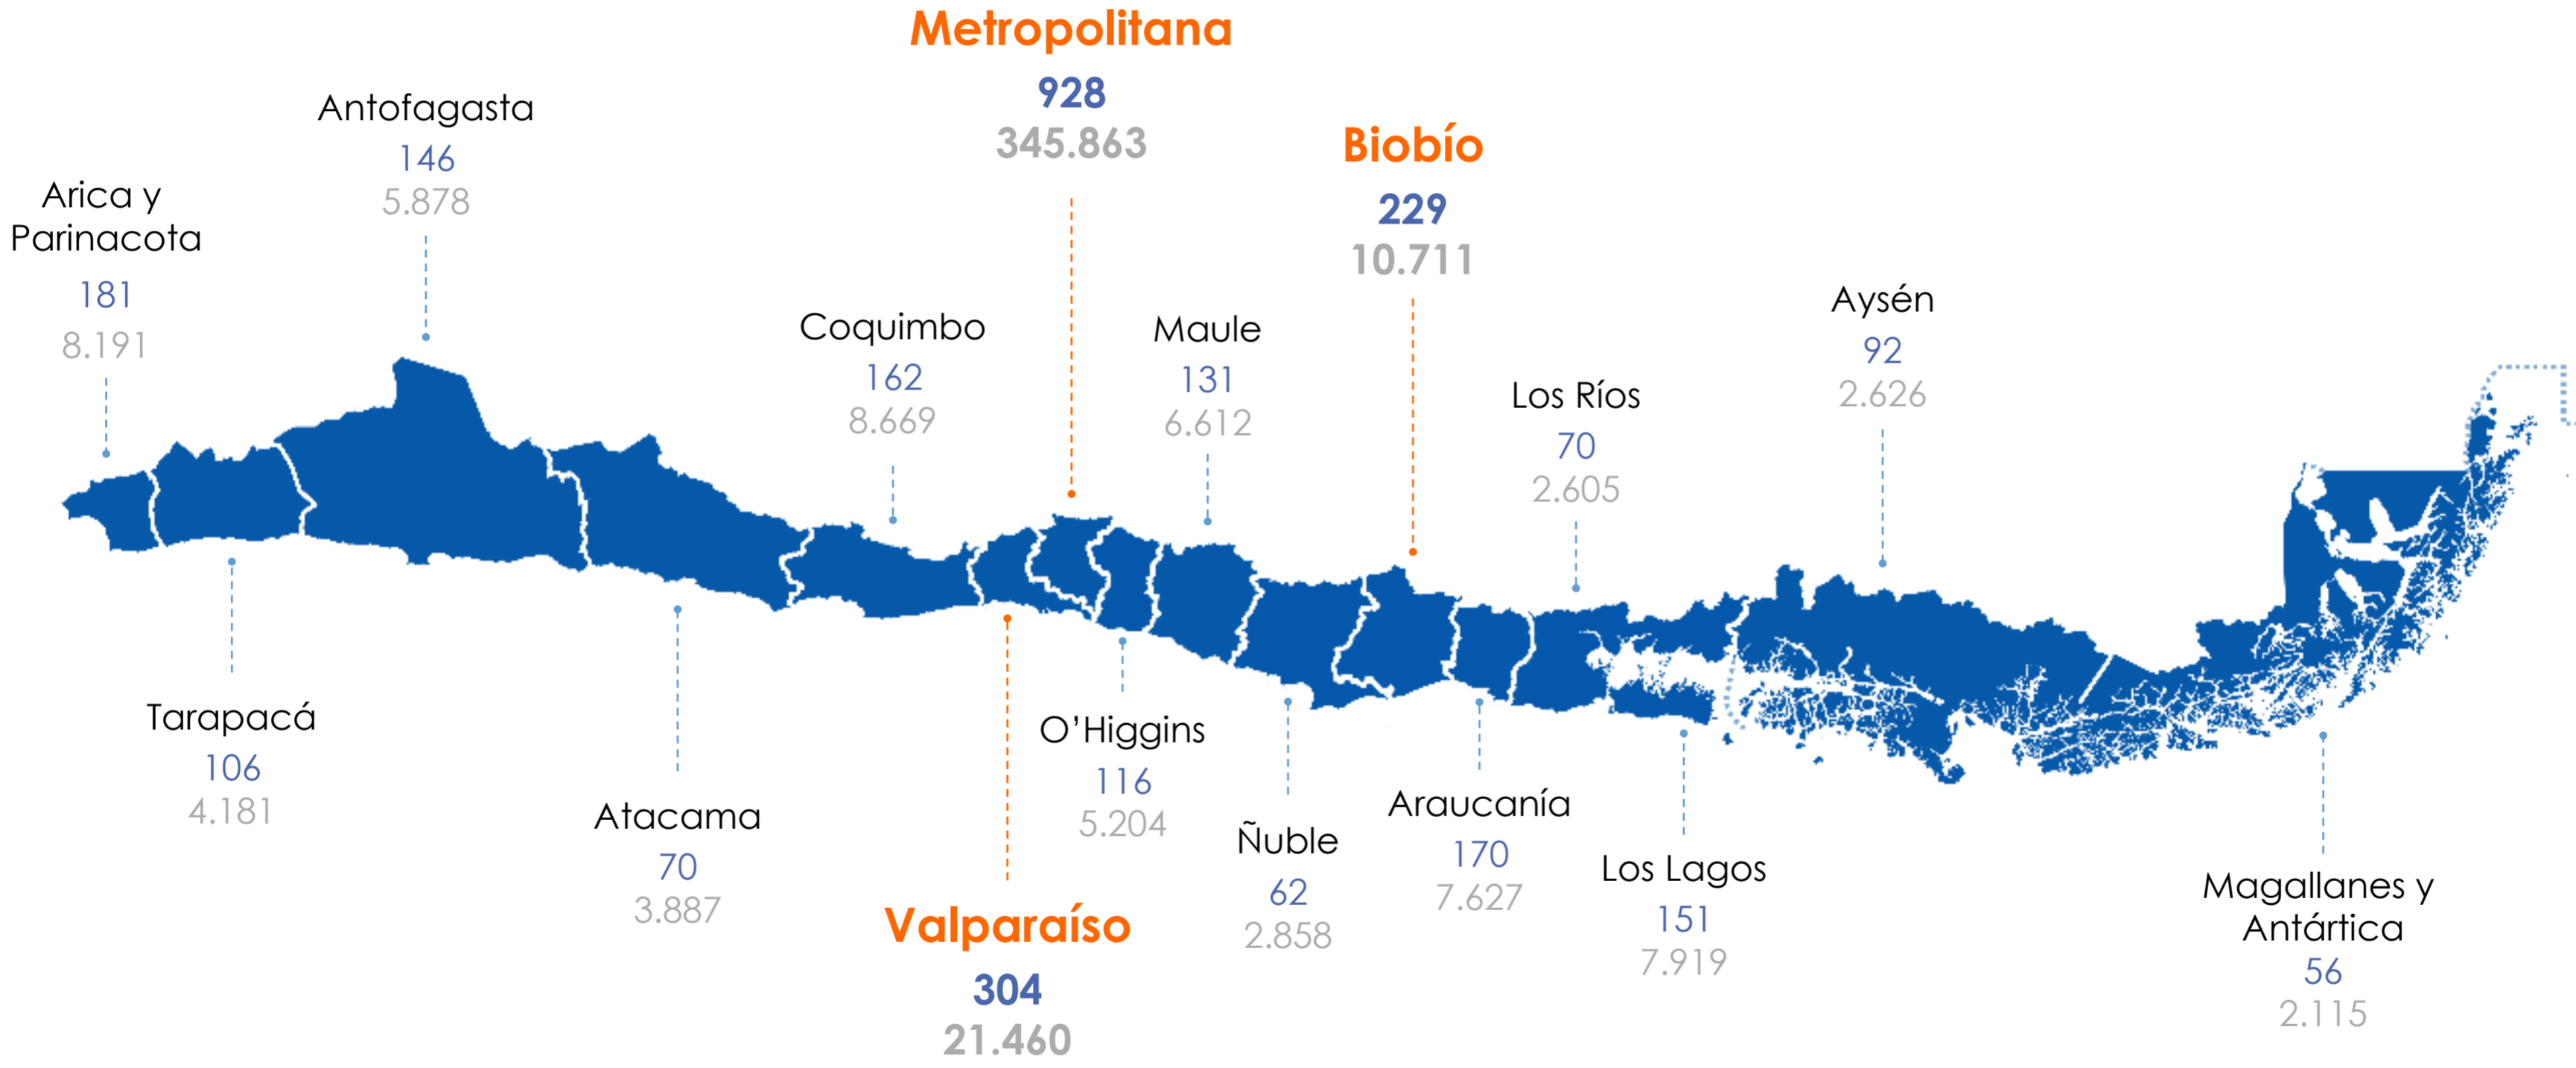 Metropolitana
928
345.863
Antofagasta
146
5.878
Biobío
229
10.711
Arica y
Parinacota
181
8.191
Aysén
92
2.626
Coquimbo
162
8.669
Maule
131
6.612
Los Ríos
70
2.605
Tarapacá
106
4.181
O’Higgins
116
5.204
Atacama
70
3.887
Araucanía
170
7.627
Ñuble
62
2.858
Los Lagos
151
7.919
Magallanes y
Antártica
56
2.115
Valparaíso
304
21.460